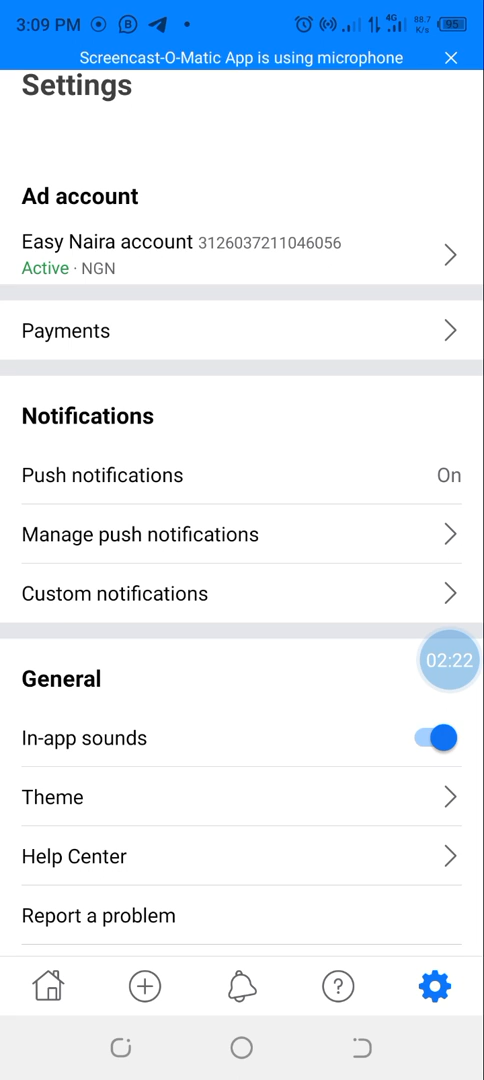 3:09 PM B 4G 88.7 K/s 95
Screencast-O-Matic App is using microphone
Settings
Ad account
Easy Naira account 3126037211046056
Active · NGN
Payments
Notifications
Push notifications On
Manage push notifications
Custom notifications
02:22
General
In-app sounds
Theme
Help Center
Report a problem